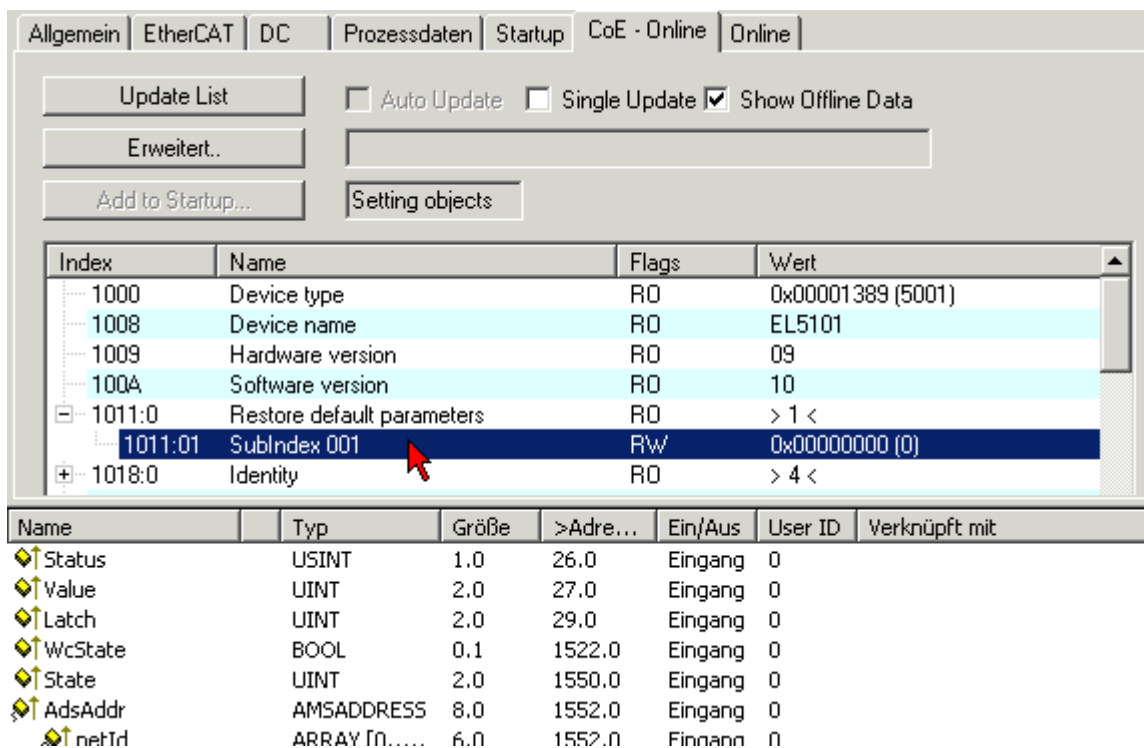 Allgemein EtherCAT DC Prozessdaten Startup CoE - Online Online
Update List Auto Update Single Update Show Offline Data
Erweitert..
Add to Startup... Setting objects
Index Name Flags Wert
1000 Device type RO 0x00001389 (5001)
1008 Device name RO EL5101
1009 Hardware version RO 09
100A Software version RO 10
1011:0 Restore default parameters RO > 1 <
1011:01 SubIndex 001 RW 0x00000000 (0)
1018:0 Identity RO > 4 <
Name Typ Größe >Adre... Ein/Aus User ID Verknüpft mit
Status USINT 1.0 26.0 Eingang 0
Value UINT 2.0 27.0 Eingang 0
Latch UINT 2.0 29.0 Eingang 0
WcState BOOL 0.1 1522.0 Eingang 0
State UINT 2.0 1550.0 Eingang 0
AdsAddr AMSADDRESS 8.0 1552.0 Eingang 0
netId ARRAY [0..... 6.0 1552.0 Eingang 0